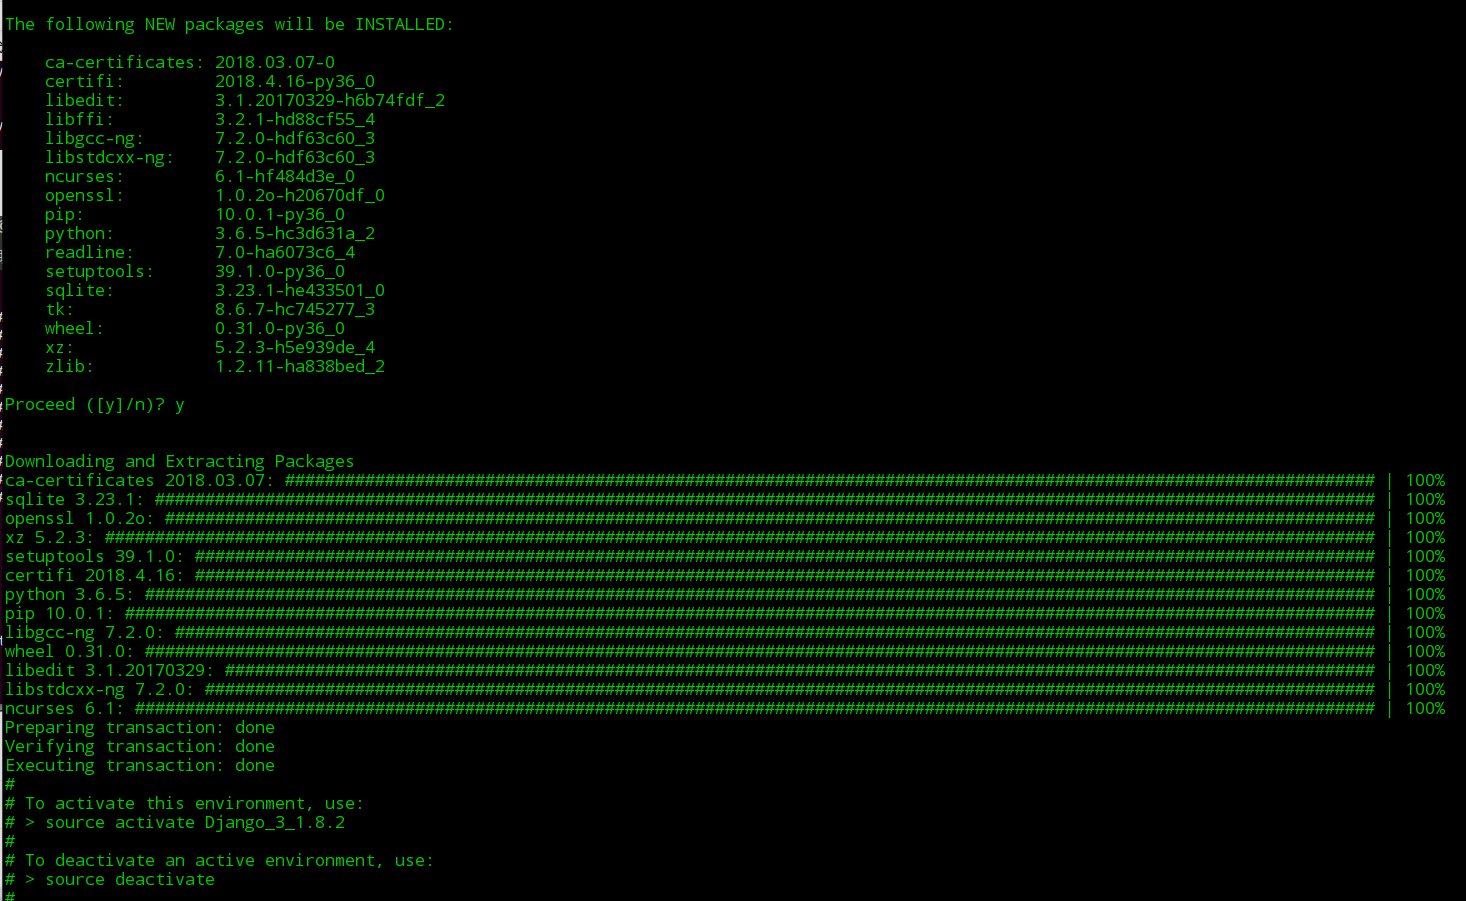 The following NEW packages will be INSTALLED:
ca-certificates: 2018.03.07-0
certifi: 2018.4.16-py36_0
libedit: 3.1.20170329-h6b74fdf_2
libffi: 3.2.1-hd88cf55_4
libgcc-ng: 7.2.0-hdf63c60_3
libstdcxx-ng: 7.2.0-hdf63c60_3
ncurses: 6.1-hf484d3e_0
openssl: 1.0.2o-h20670df_0
pip: 10.0.1-py36_0
python: 3.6.5-hc3d631a_2
readline: 7.0-ha6073c6_4
setuptools: 39.1.0-py36_0
sqlite: 3.23.1-he433501_0
tk: 8.6.7-hc745277_3
wheel: 0.31.0-py36_0
xz: 5.2.3-h5e939de_4
zlib: 1.2.11-ha838bed_2
Proceed ([y]/n)? y
Downloading and Extracting Packages
ca-certificates 2018.03.07: ############################################################################################################# | 100%
sqlite 3.23.1: ########################################################################################################################## | 100%
openssl 1.0.2o: ######################################################################################################################### | 100%
xz 5.2.3: ############################################################################################################################### | 100%
setuptools 39.1.0: ###################################################################################################################### | 100%
certifi 2018.4.16: ###################################################################################################################### | 100%
python 3.6.5: ########################################################################################################################### | 100%
pip 10.0.1: ############################################################################################################################# | 100%
libgcc-ng 7.2.0: ######################################################################################################################## | 100%
wheel 0.31.0: ########################################################################################################################### | 100%
libedit 3.1.20170329: ################################################################################################################### | 100%
libstdcxx-ng 7.2.0: ##################################################################################################################### | 100%
ncurses 6.1: ############################################################################################################################ | 100%
Preparing transaction: done
Verifying transaction: done
Executing transaction: done
#
# To activate this environment, use:
# > source activate Django_3_1.8.2
#
# To deactivate an active environment, use:
# > source deactivate
#